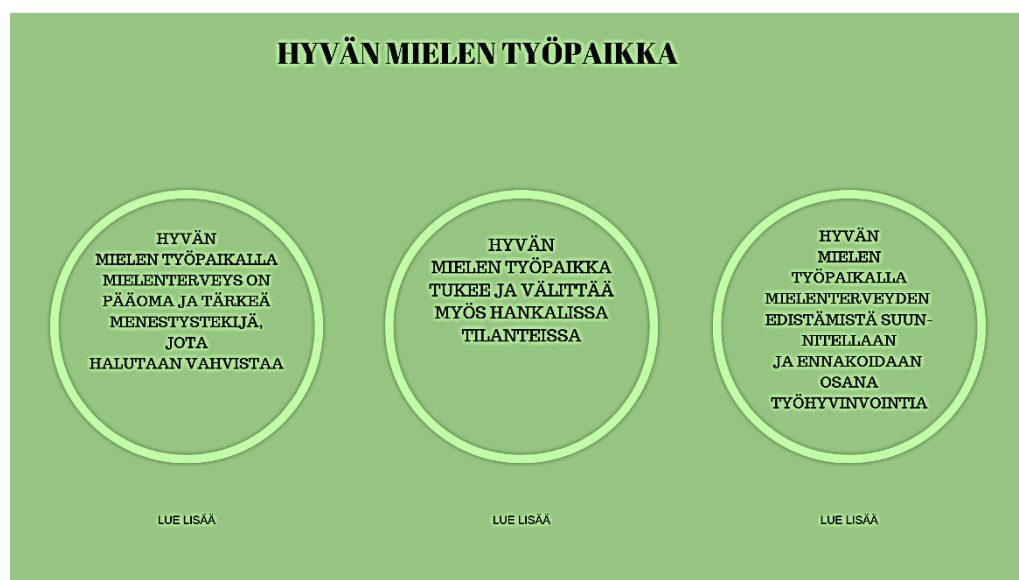 HYVÄN MIELEN TYÖPAIKKA
HYVÄN
MIELEN TYÖPAIKALLA
MIELENTERVEYS ON
PÄÄOMA JA TÄRKEÄ
MENESTYSTEKIJÄ,
JOTA
HALUTAAN VAHVISTAA
HYVÄN
MIELEN TYÖPAIKKA
TUKEE JA VÄLITTÄÄ
MYÖS HANKALISSA
TILANTEISSA
HYVÄN
MIELEN
TYÖPAIKALLA
MIELENTERVEYDEN
EDISTÄMISTÄ SUUN-
NITELLAAN
JA ENNAKOIDAAN
OSANA
TYÖHYVINVOINTIA
LUE LISÄÄ
LUE LISÄÄ
LUE LISÄÄ